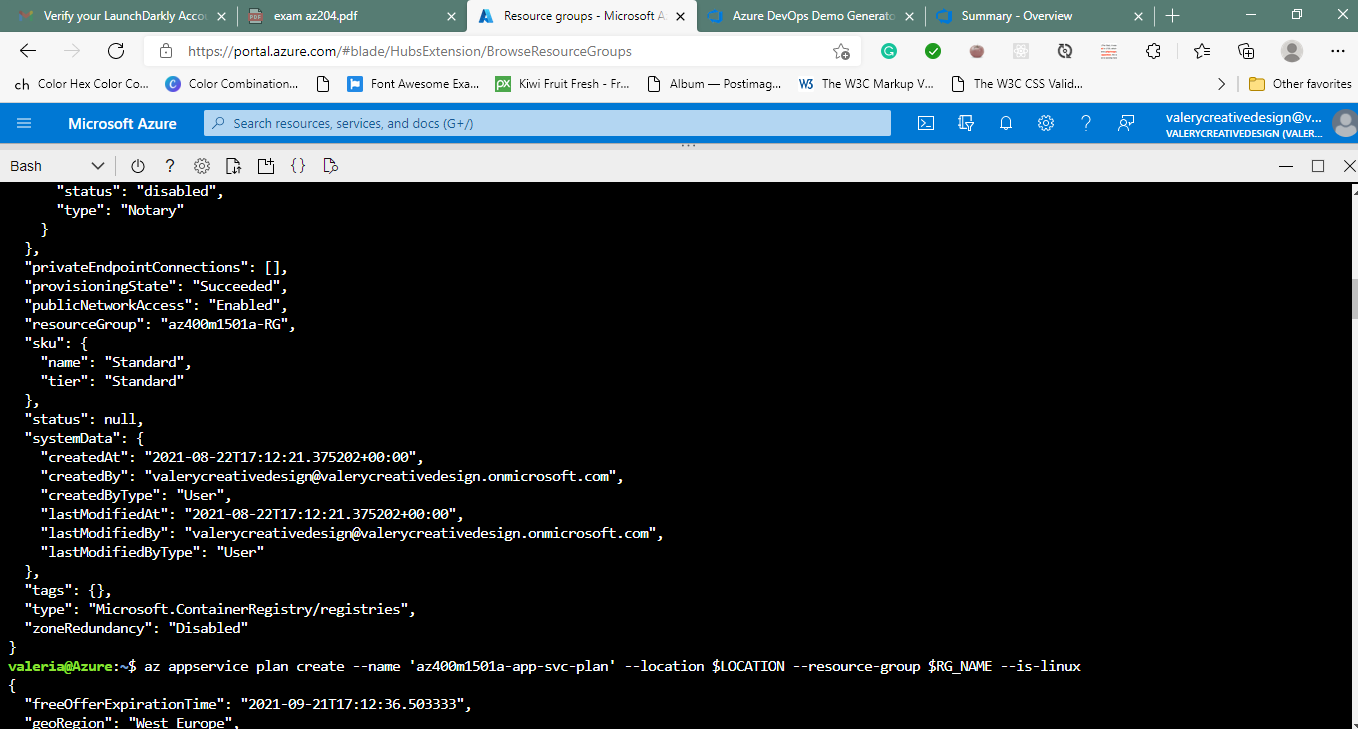 Verify your LaunchDarkly Accou
exam az204.pdf
Resource groups - Microsoft A
Azure DevOps Demo Generato
Summary - Overview
https://portal.azure.com/#blade/HubsExtension/BrowseResourceGroups
ch Color Hex Color Co...
C Color Combination...
Font Awesome Exa...
px Kiwi Fruit Fresh - Fr...
Album — Postimag...
W3 The W3C Markup V...
The W3C CSS Valid...
Other favorites
Microsoft Azure
Search resources, services, and docs (G+/)
valerycreativedesign@v...
VALERYCREATIVEDESIGN (VALER...
Bash
"status": "disabled",
"type": "Notary"
}
},
"privateEndpointConnections": [],
"provisioningState": "Succeeded",
"publicNetworkAccess": "Enabled",
"resourceGroup": "az400m1501a-RG",
"sku": {
"name": "Standard",
"tier": "Standard"
},
"status": null,
"systemData": {
"createdAt": "2021-08-22T17:12:21.375202+00:00",
"createdBy": "valerycreativedesign@valerycreativedesign.onmicrosoft.com",
"createdByType": "User",
"lastModifiedAt": "2021-08-22T17:12:21.375202+00:00",
"lastModifiedBy": "valerycreativedesign@valerycreativedesign.onmicrosoft.com",
"lastModifiedByType": "User"
},
"tags": {},
"type": "Microsoft.ContainerRegistry/registries",
"zoneRedundancy": "Disabled"
}
valeria@Azure:~$ az appservice plan create --name 'az400m1501a-app-svc-plan' --location $LOCATION --resource-group $RG_NAME --is-linux
{
"freeOfferExpirationTime": "2021-09-21T17:12:36.503333",
"geoRegion": "West Europe",